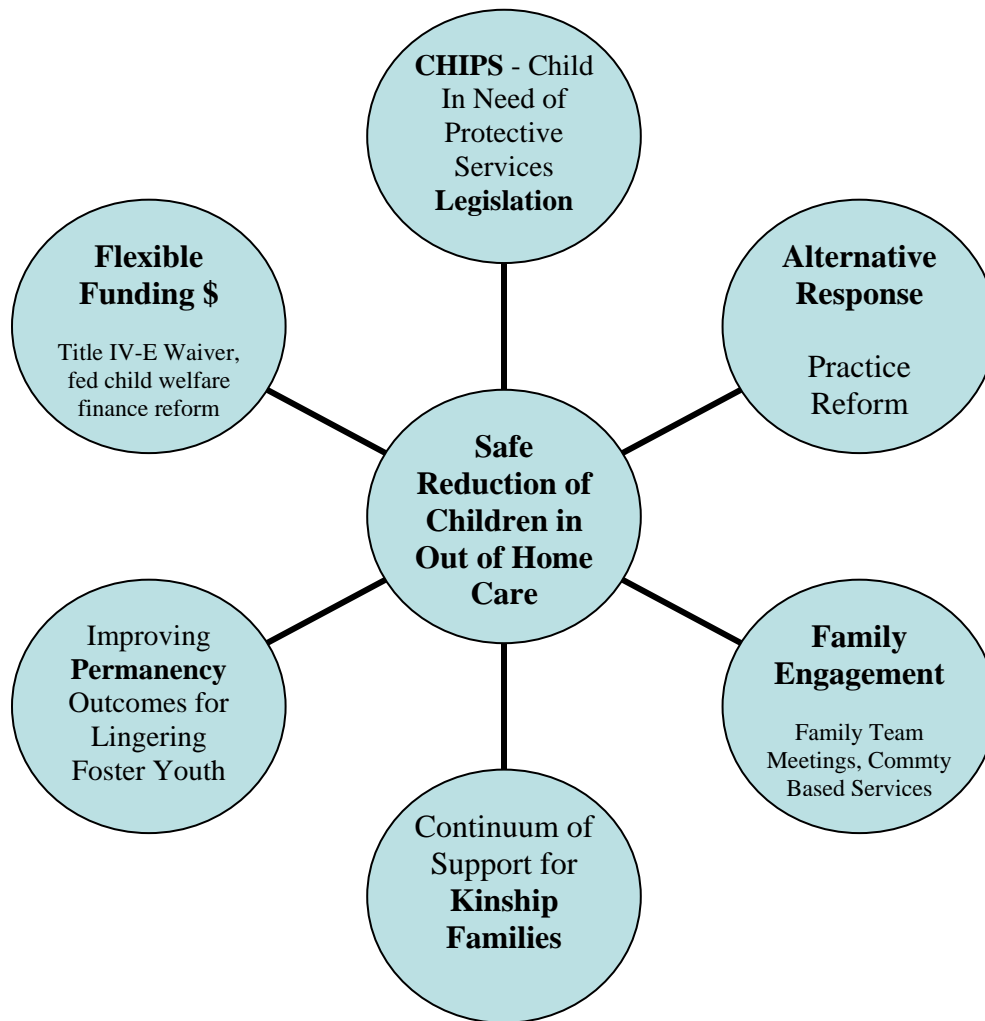 CHIPS - Child
In Need of
Protective
Services
Legislation
Flexible
Funding $
Title IV-E Waiver,
fed child welfare
finance reform
Alternative
Response
Practice
Reform
Safe
Reduction of
Children in
Out of Home
Care
Improving
Permanency
Outcomes for
Lingering
Foster Youth
Family
Engagement
Family Team
Meetings, Commty
Based Services
Continuum of
Support for
Kinship
Families